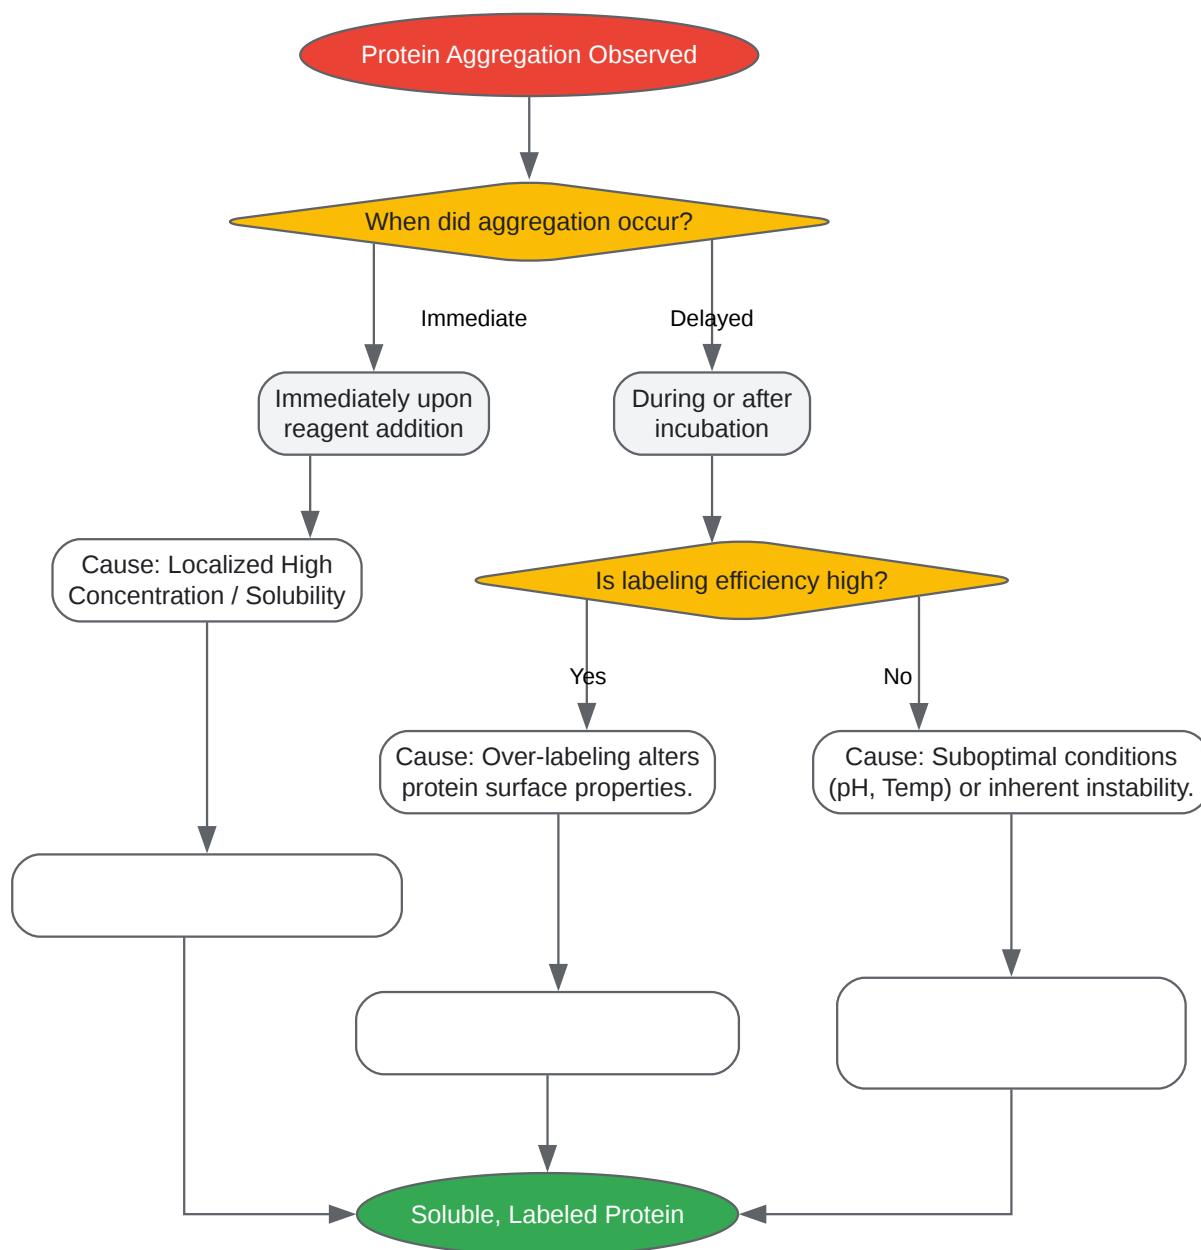 Protein Aggregation Observed
When did aggregation occur?
Immediate
Delayed
Immediately upon
reagent addition
During or after
incubation
Cause: Localized High
Concentration / Solubility
Is labeling efficiency high?
Yes
No
Cause: Over-labeling alters
protein surface properties.
Cause: Suboptimal conditions
(pH, Temp) or inherent instability.
Soluble, Labeled Protein